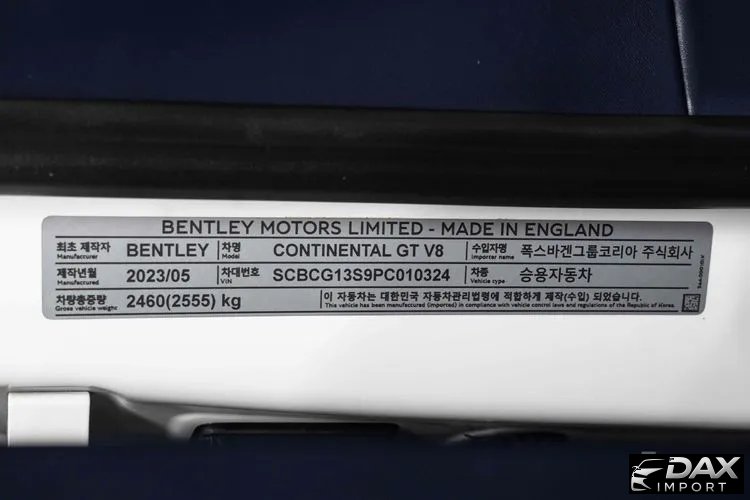 BENTLEY MOTORS LIMITED - MADE IN ENGLAND
최초 제작자 BENTLEY 차명 CONTINENTAL GT V8 수입자명 폭스바겐그룹코리아 주식회사
Manufacturer Model Importer name
제작년월 2023/05 차대번호 SCBCG13S9PC010324 차종 승용자동차
Manufactured VIN Vehicle type
차량총중량 2460(2555) kg 이 자동차는 대한민국 자동차관리법령에 적합하게 제작(수입) 되었습니다.
Gross vehicle weight This vehicle has been manufactured (imported) in compliance with vehicle control laws and regulations of the Republic of Korea.
DAX
IMPORT